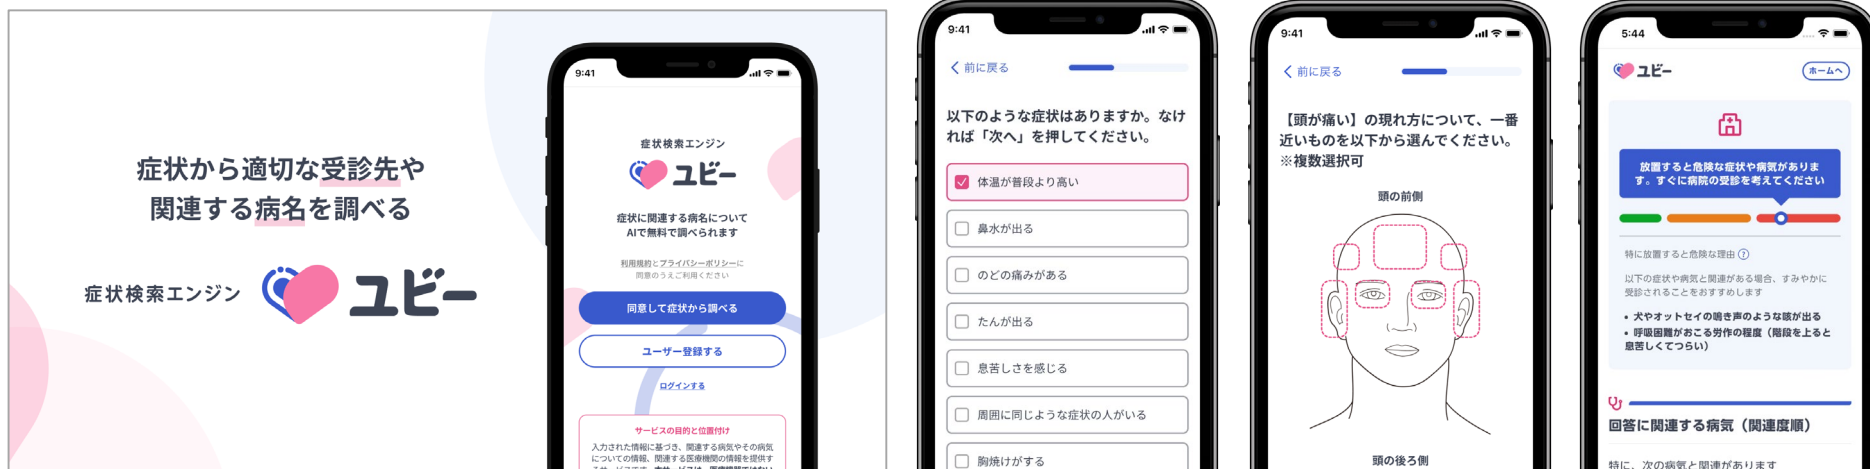 症状から適切な受診先や
関連する病名を調べる
症状検索エンジン ユビー
9:41
症状検索エンジン
ユビー
症状に関連する病名について
AIで無料で調べられます
利用規約とプライバシーポリシーに
同意のうえご利用ください
同意して症状から調べる
ユーザー登録する
ログインする
サービスの目的と位置付け
入力された情報に基づき、関連する病気やその病気
についての情報、関連する医療機関の情報を提供す
9:41
前に戻る
以下のような症状はありますか。なけ
れば「次へ」を押してください。
体温が普段より高い
鼻水が出る
のどの痛みがある
たんが出る
息苦しさを感じる
周囲に同じような症状の人がいる
胸焼けがする
9:41
前に戻る
【頭が痛い】の現れ方について、一番
近いものを以下から選んでください。
※複数選択可
頭の前側
頭の後ろ側
5:44
ユビー
ホームへ
放置すると危険な症状や病気がありま
す。すぐに病院の受診を考えてください
特に放置すると危険な理由 ?
以下の症状や病気と関連がある場合、すみやかに
受診されることをおすすめします
• 犬やオットセイの鳴き声のような咳が出る
• 呼吸困難がおこる労作の程度（階段を上ると
息苦しくてつらい）
回答に関連する病気（関連度順）
特に、次の病気と関連があります